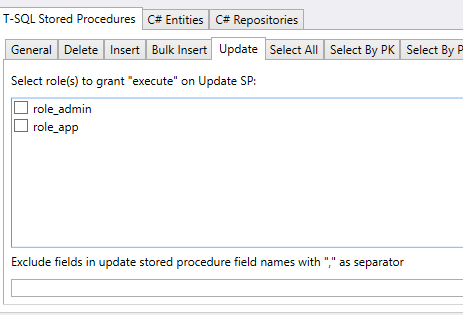 T-SQL Stored Procedures C# Entities C# Repositories
General Delete Insert Bulk Insert Update Select All Select By PK Select By P
Select role(s) to grant "execute" on Update SP:
role_admin
role_app
Exclude fields in update stored procedure field names with "," as separator